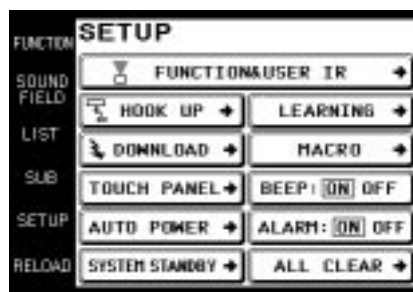 FUNCTION
SOUND
FIELD
LIST
SUB
SETUP
RELOAD
SETUP
FUNCTION&USER IR
HOOK UP
LEARNING
DOWNLOAD
MACRO
TOUCH PANEL
BEEP: ON OFF
AUTO POWER
ALARM: ON OFF
SYSTEM STANDBY
ALL CLEAR